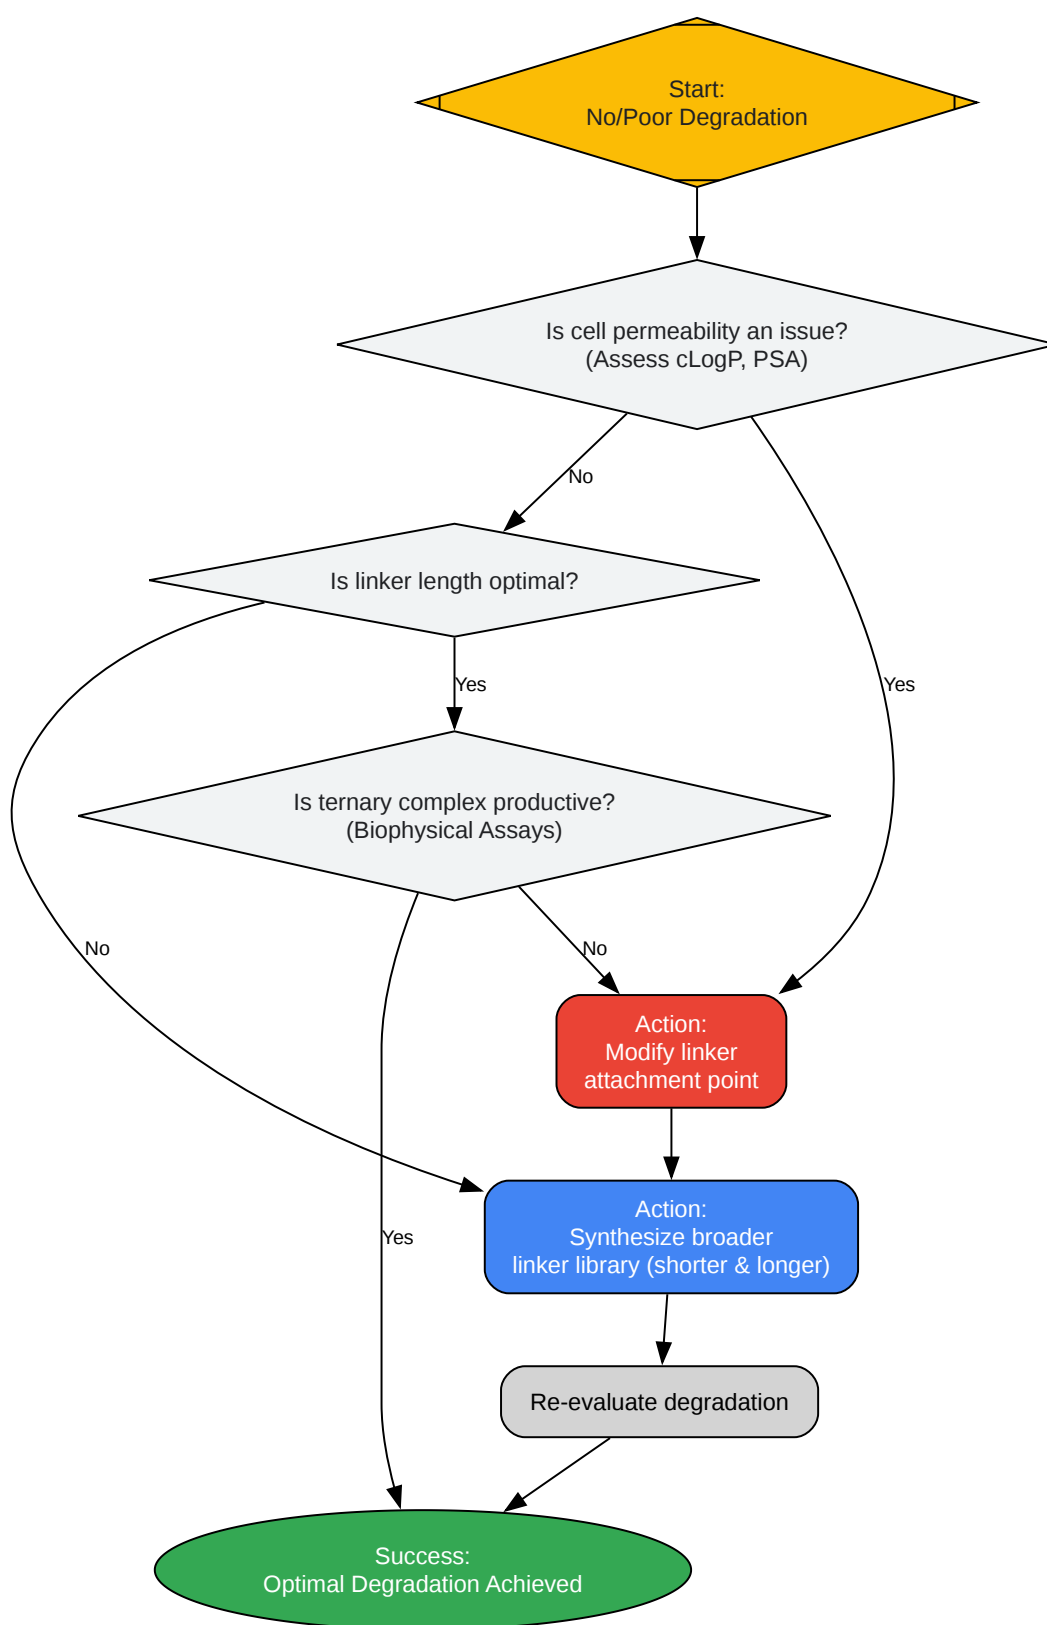 Start:
No/Poor Degradation
Is cell permeability an issue?
(Assess cLogP, PSA)
No
Is linker length optimal?
Yes
Yes
Is ternary complex productive?
(Biophysical Assays)
No
No
Action:
Modify linker
attachment point
Action:
Synthesize broader
linker library (shorter & longer)
Yes
Re-evaluate degradation
Success:
Optimal Degradation Achieved